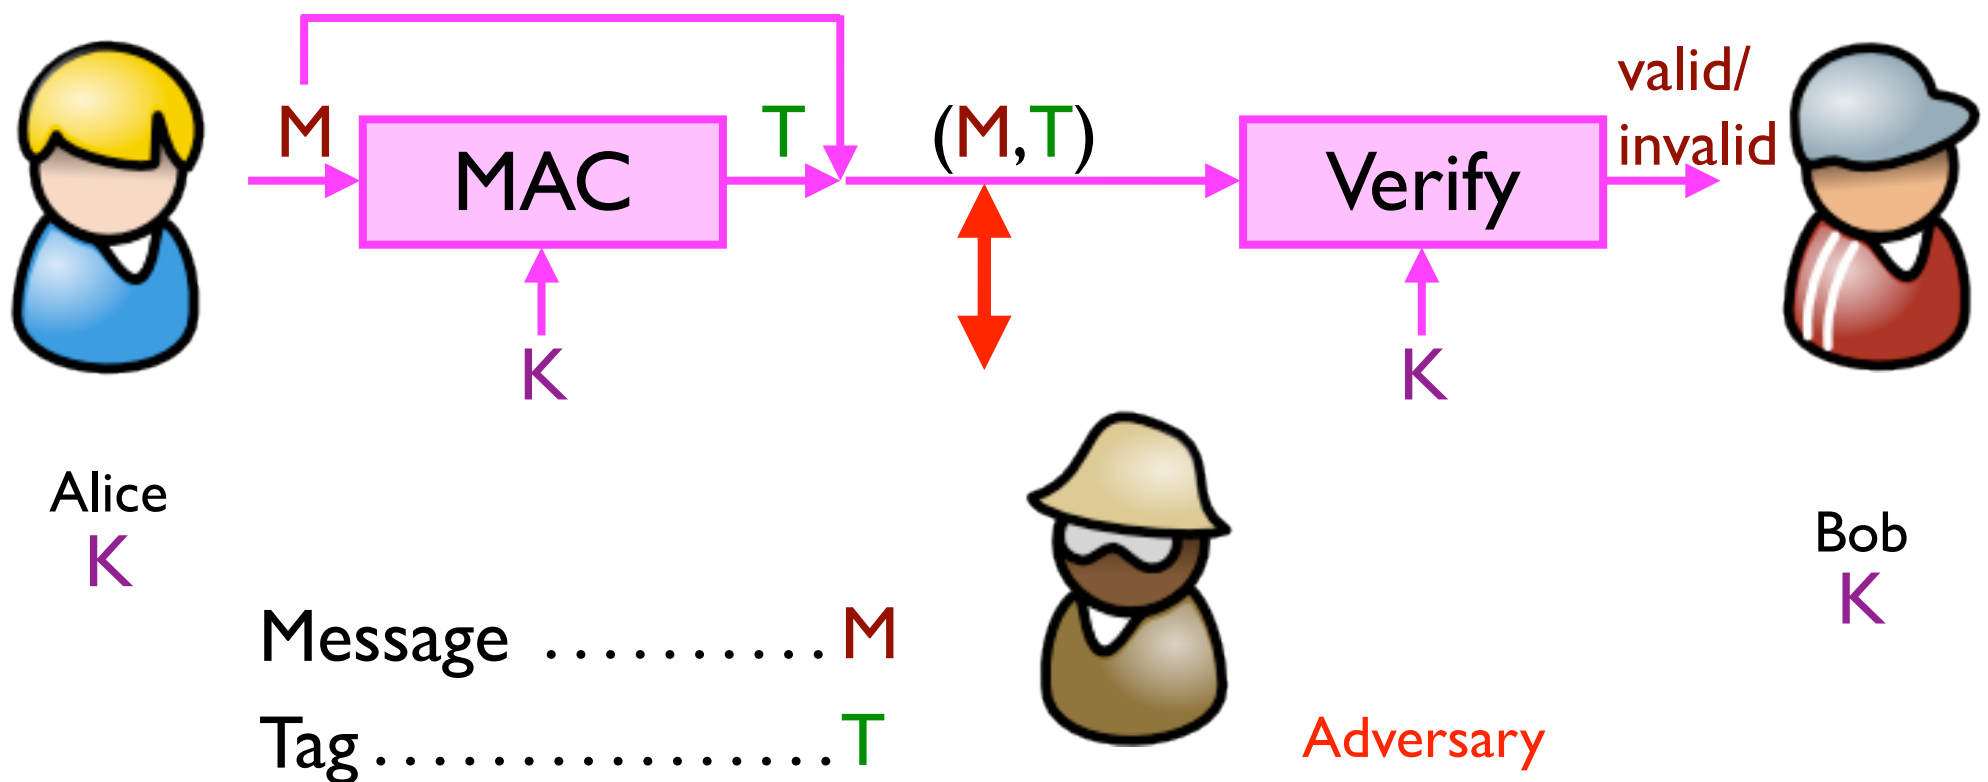 M
MAC
T
(M,T)
Verify
valid/
invalid
K
K
Alice
K
Bob
K
Message .......... M
Tag ................ T
Adversary